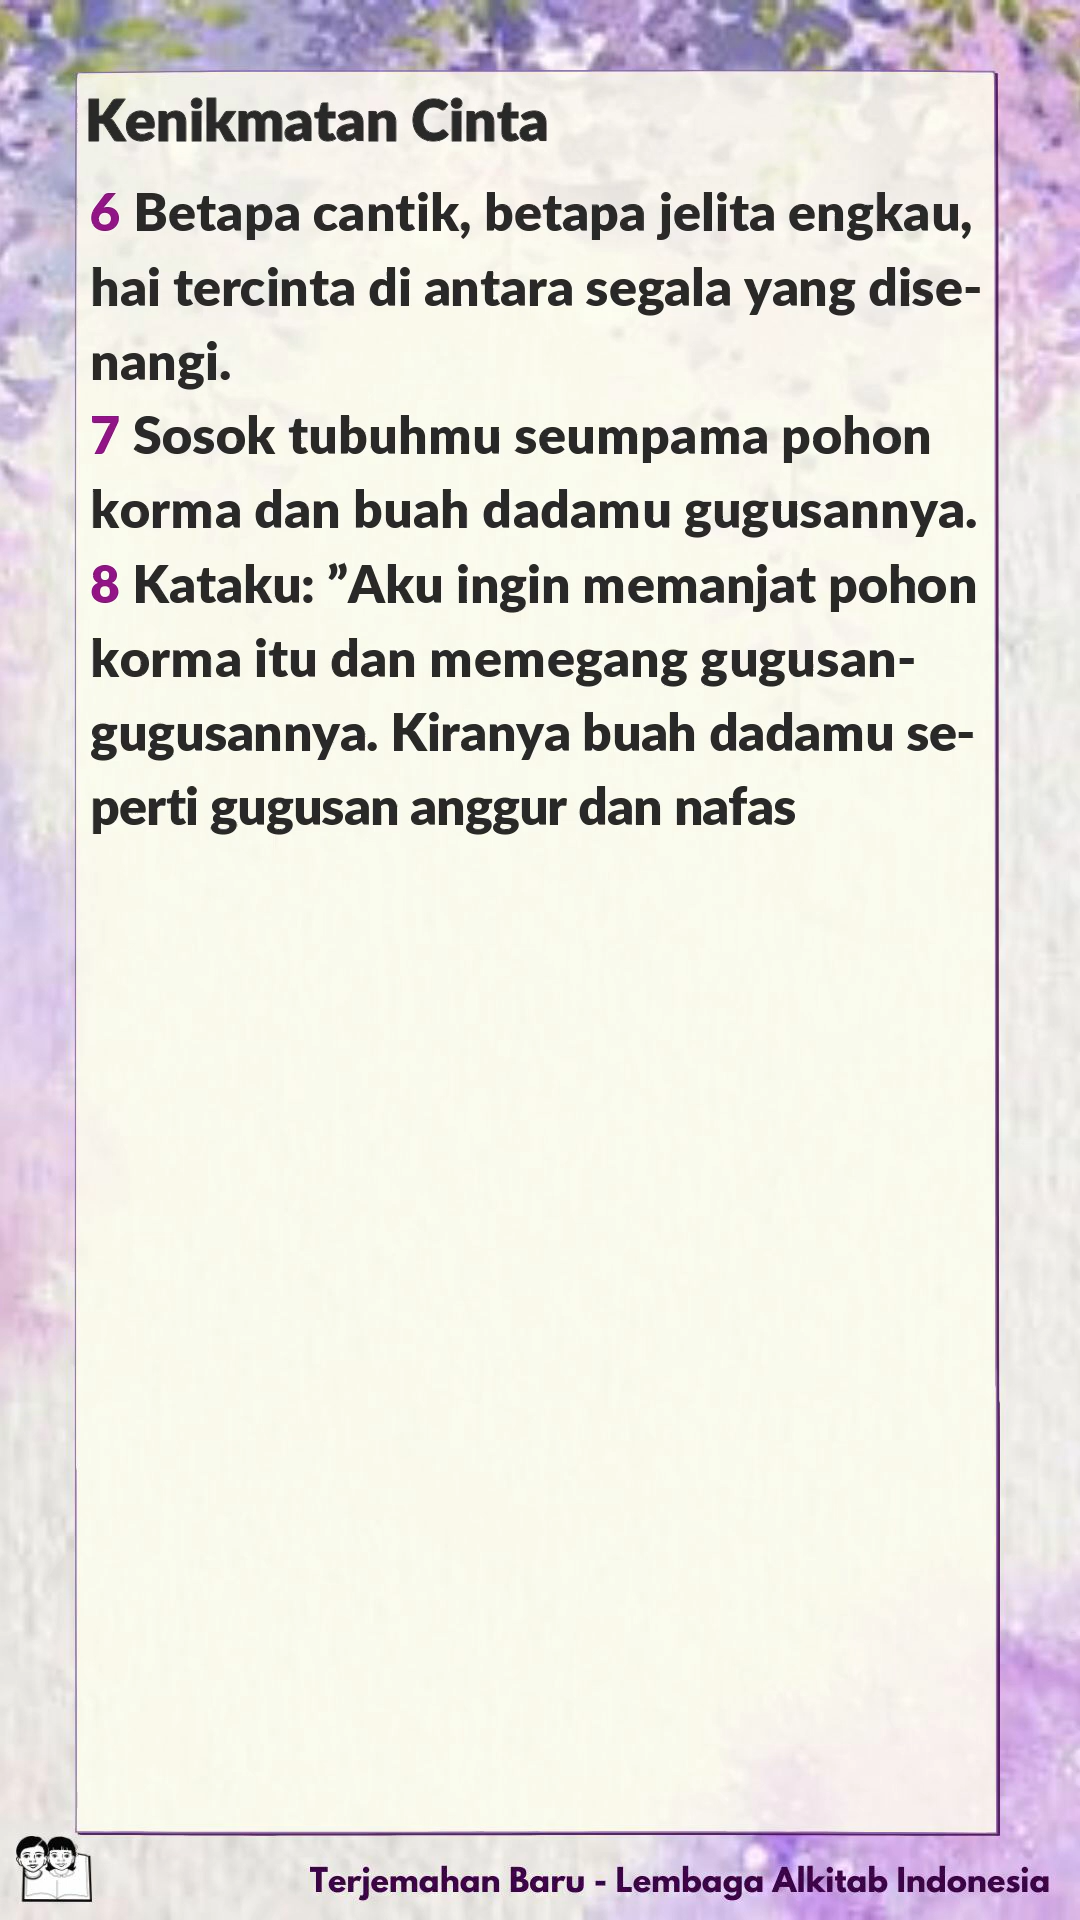 Kenikmatan Cinta
6 Betapa cantik, betapa jelita engkau,
hai tercinta di antara segala yang dise-
nangi.
7 Sosok tubuhmu seumpama pohon
korma dan buah dadamu gugusannya.
8 Kataku: ”Aku ingin memanjat pohon
korma itu dan memegang gugusan-
gugusannya. Kiranya buah dadamu se-
perti gugusan anggur dan nafas
Terjemahan Baru - Lembaga Alkitab Indonesia